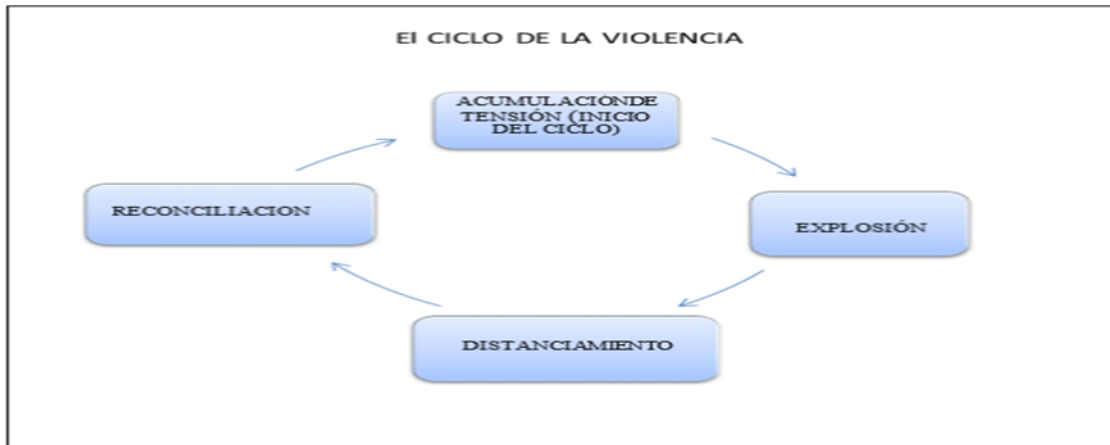 El CICLO DE LA VIOLENCIA
ACUMULACIÓNDE
TENSIÓN (INICIO
DEL CICLO)
RECONCILIACION
EXPLOSIÓN
DISTANCIAMIENTO